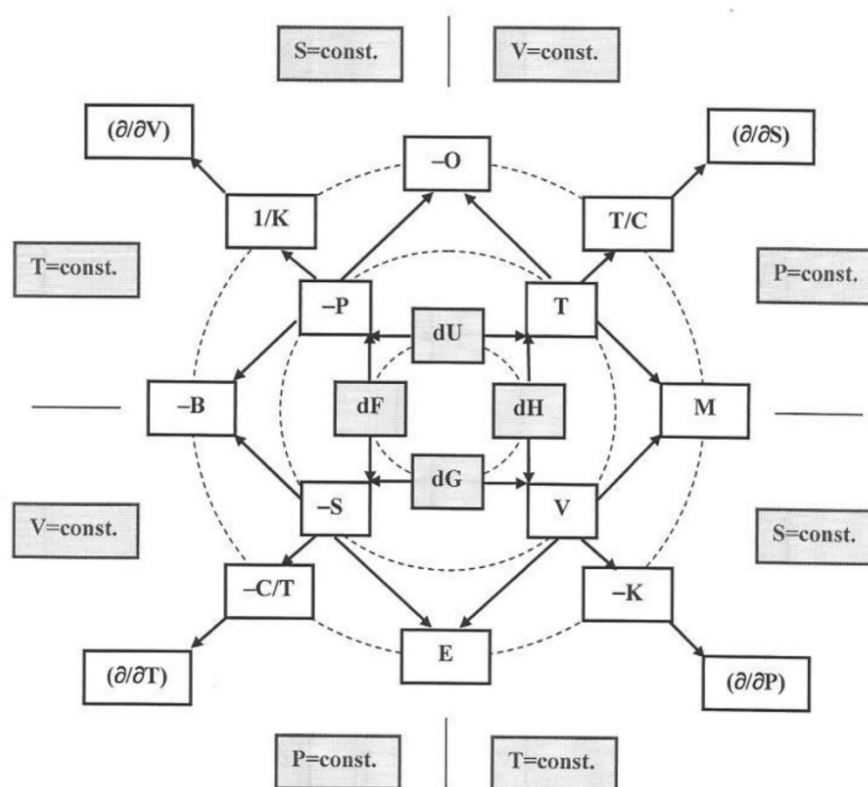 S=const.
V=const.
(∂/∂V)
–O
(∂/∂S)
1/K
T/C
T=const.
P=const.
–P
dU
T
–B
dF
dH
M
dG
–S
V
V=const.
S=const.
–C/T
–K
E
(∂/∂T)
(∂/∂P)
P=const.
T=const.